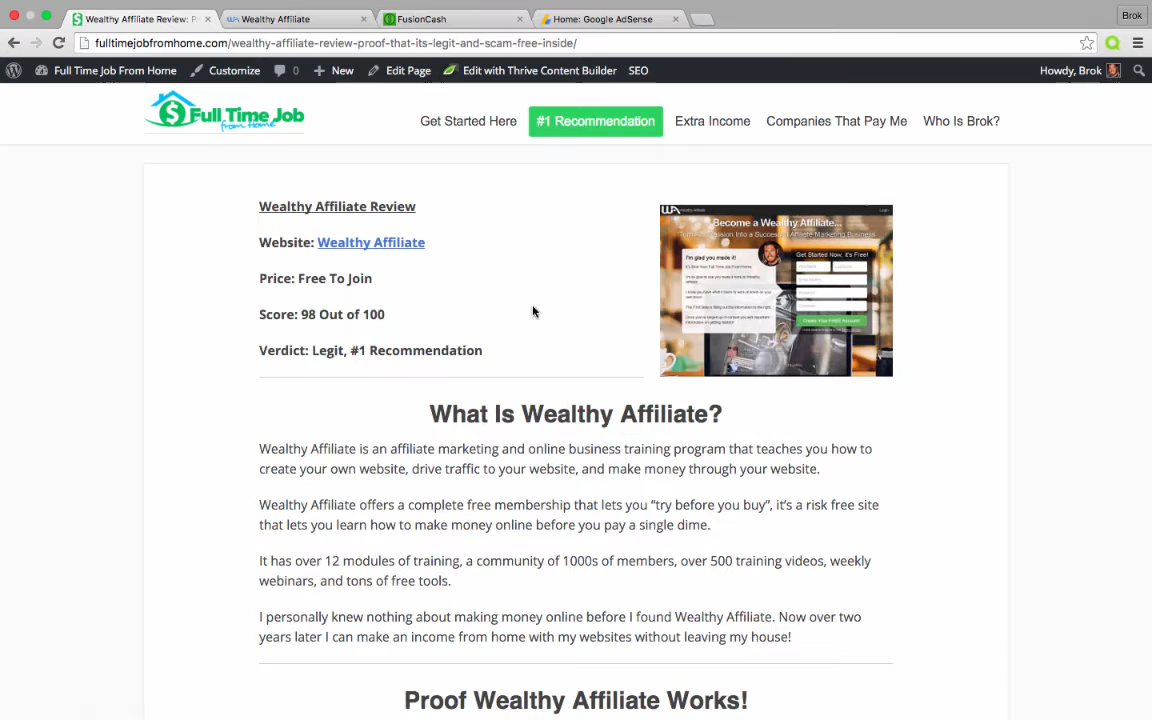 Wealthy Affiliate Review: P
Wealthy Affiliate
FusionCash
Home: Google AdSense
Brok
fulltimejobfromhome.com/wealthy-affiliate-review-proof-that-its-legit-and-scam-free-inside/
Full Time Job From Home
Customize
0
New
Edit Page
Edit with Thrive Content Builder
SEO
Howdy, Brok
Full Time Job
from Home
Get Started Here
#1 Recommendation
Extra Income
Companies That Pay Me
Who Is Brok?
Wealthy Affiliate Review
Website: Wealthy Affiliate
Price: Free To Join
Score: 98 Out of 100
Verdict: Legit, #1 Recommendation
Become a Wealthy Affiliate...
I'm glad you made it!
Get Started Now, It's Free!
What Is Wealthy Affiliate?
Wealthy Affiliate is an affiliate marketing and online business training program that teaches you how to
create your own website, drive traffic to your website, and make money through your website.
Wealthy Affiliate offers a complete free membership that lets you “try before you buy”, it’s a risk free site
that lets you learn how to make money online before you pay a single dime.
It has over 12 modules of training, a community of 1000s of members, over 500 training videos, weekly
webinars, and tons of free tools.
I personally knew nothing about making money online before I found Wealthy Affiliate. Now over two
years later I can make an income from home with my websites without leaving my house!
Proof Wealthy Affiliate Works!